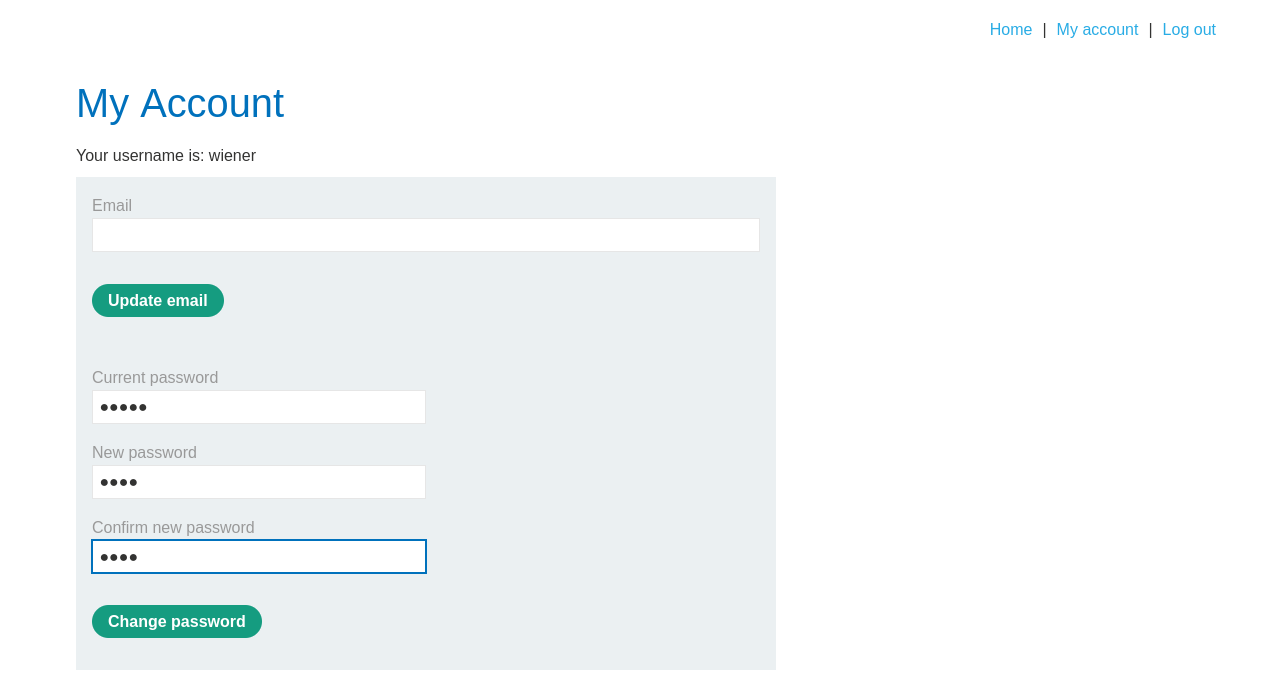 Home | My account | Log out
My Account
Your username is: wiener
Email
Update email
Current password
●●●●●
New password
●●●●
Confirm new password
●●●●
Change password